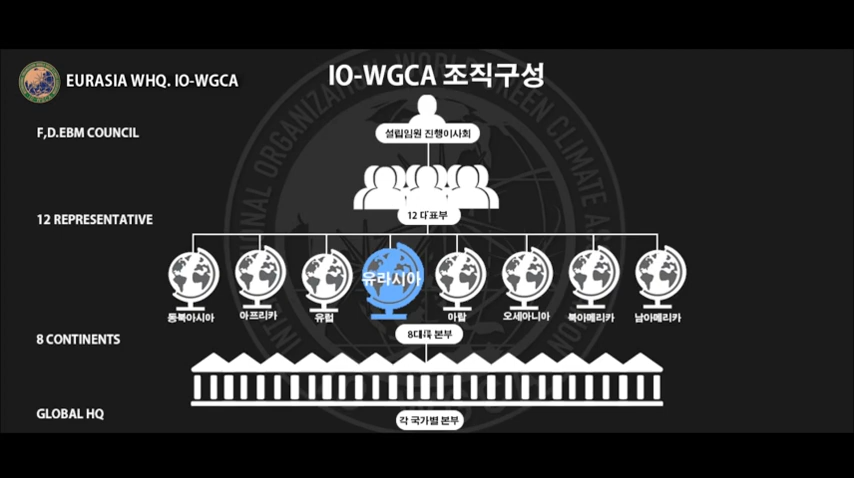 EURASIA WHQ. IO-WGCA
IO-WGCA 조직구성
F,D.EBM COUNCIL
설립임원 진행이사회
12 REPRESENTATIVE
12 대표부
동북아시아
아프리카
유럽
유라시아
아랍
오세아니아
북아메리카
남아메리카
8 CONTINENTS
8대륙 본부
GLOBAL HQ
각 국가별 본부